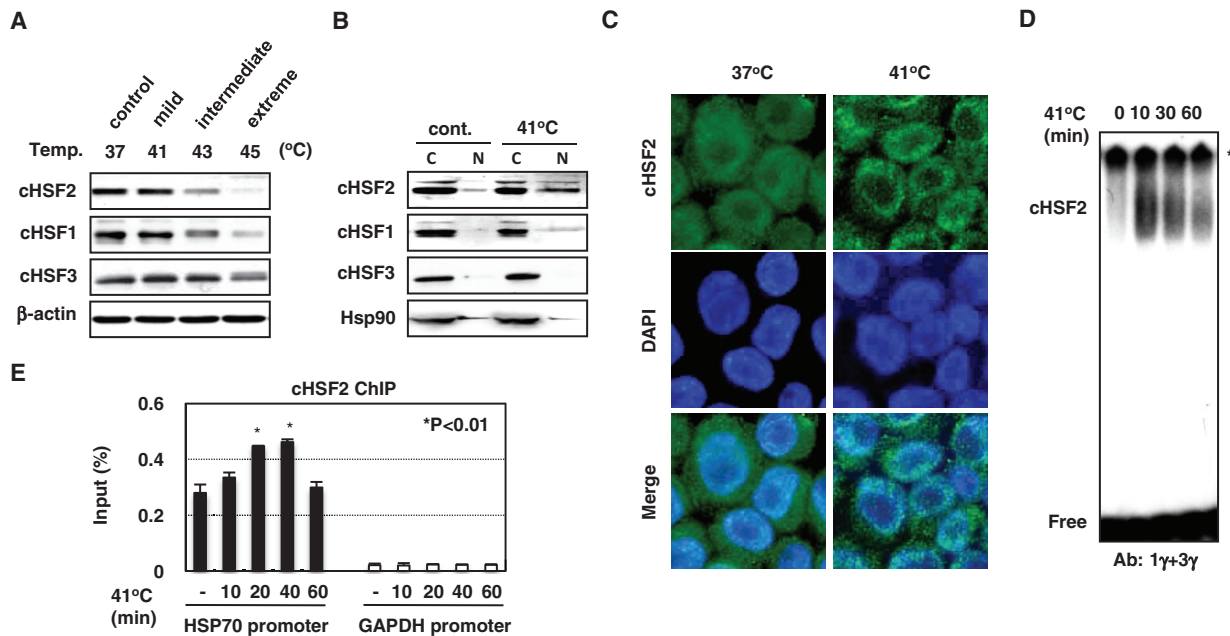 A
control mild intermediate extreme
Temp. 37 41 43 45 (°C)
cHSF2
cHSF1
cHSF3
β-actin
B
cont. 41°C
C N C N
cHSF2
cHSF1
cHSF3
Hsp90
C
37°C 41°C
cHSF2
DAPI
Merge
D
41°C 0 10 30 60
(min)
*
cHSF2
Free
Ab: 1γ+3γ
E
cHSF2 ChIP
0.6
*P<0.01
* *
0.4
Input (%)
0.2
0
41°C - 10 20 40 60 - 10 20 40 60
(min)
HSP70 promoter GAPDH promoter